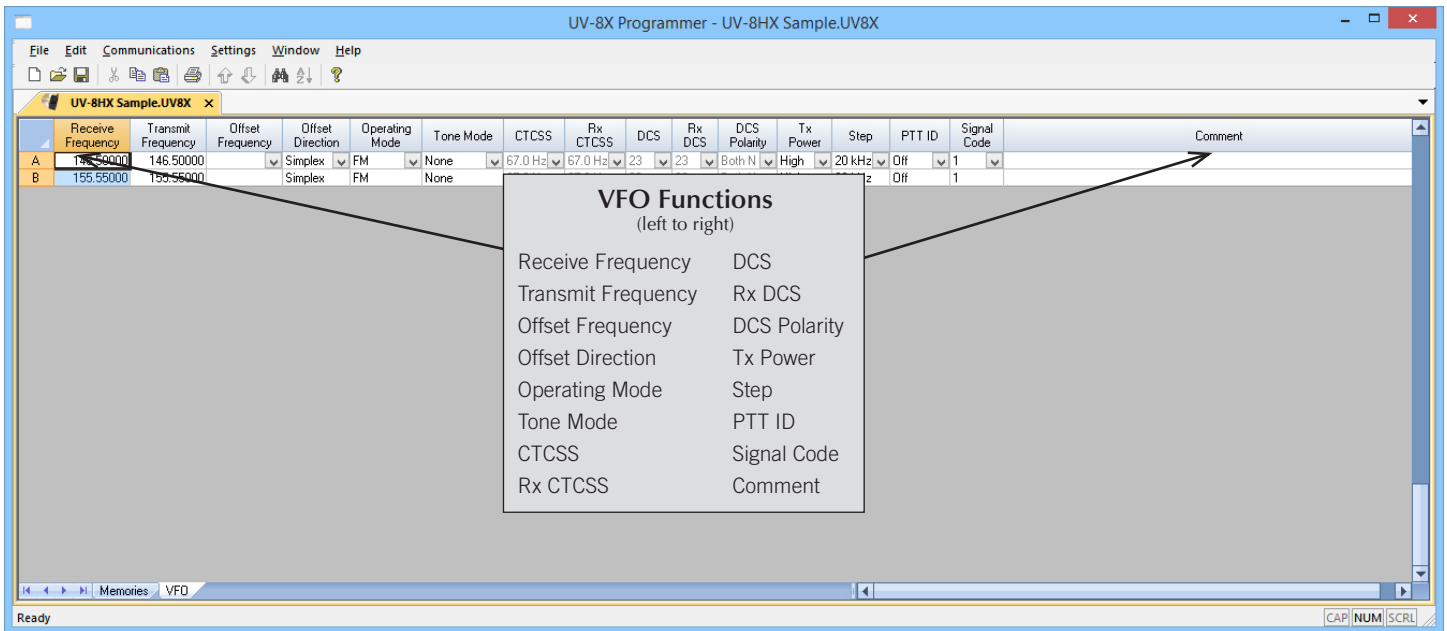 UV-8X Programmer - UV-8HX Sample.UV8X
File Edit Communications Settings Window Help
UV-8HX Sample.UV8X
Receive Frequency Transmit Frequency Offset Frequency Offset Direction Operating Mode Tone Mode CTCSS Rx CTCSS DCS Rx DCS DCS Polarity Tx Power Step PTT ID Signal Code Comment
A 146.50000 146.50000 Simplex FM None 67.0 Hz 67.0 Hz 23 23 Both N High 20 kHz Off 1
B 155.55000 155.55000 Simplex FM None Off 1
VFO Functions
(left to right)
Receive Frequency DCS
Transmit Frequency Rx DCS
Offset Frequency DCS Polarity
Offset Direction Tx Power
Operating Mode Step
Tone Mode PTT ID
CTCSS Signal Code
Rx CTCSS Comment
Memories VFO
Ready CAP NUM SCRL